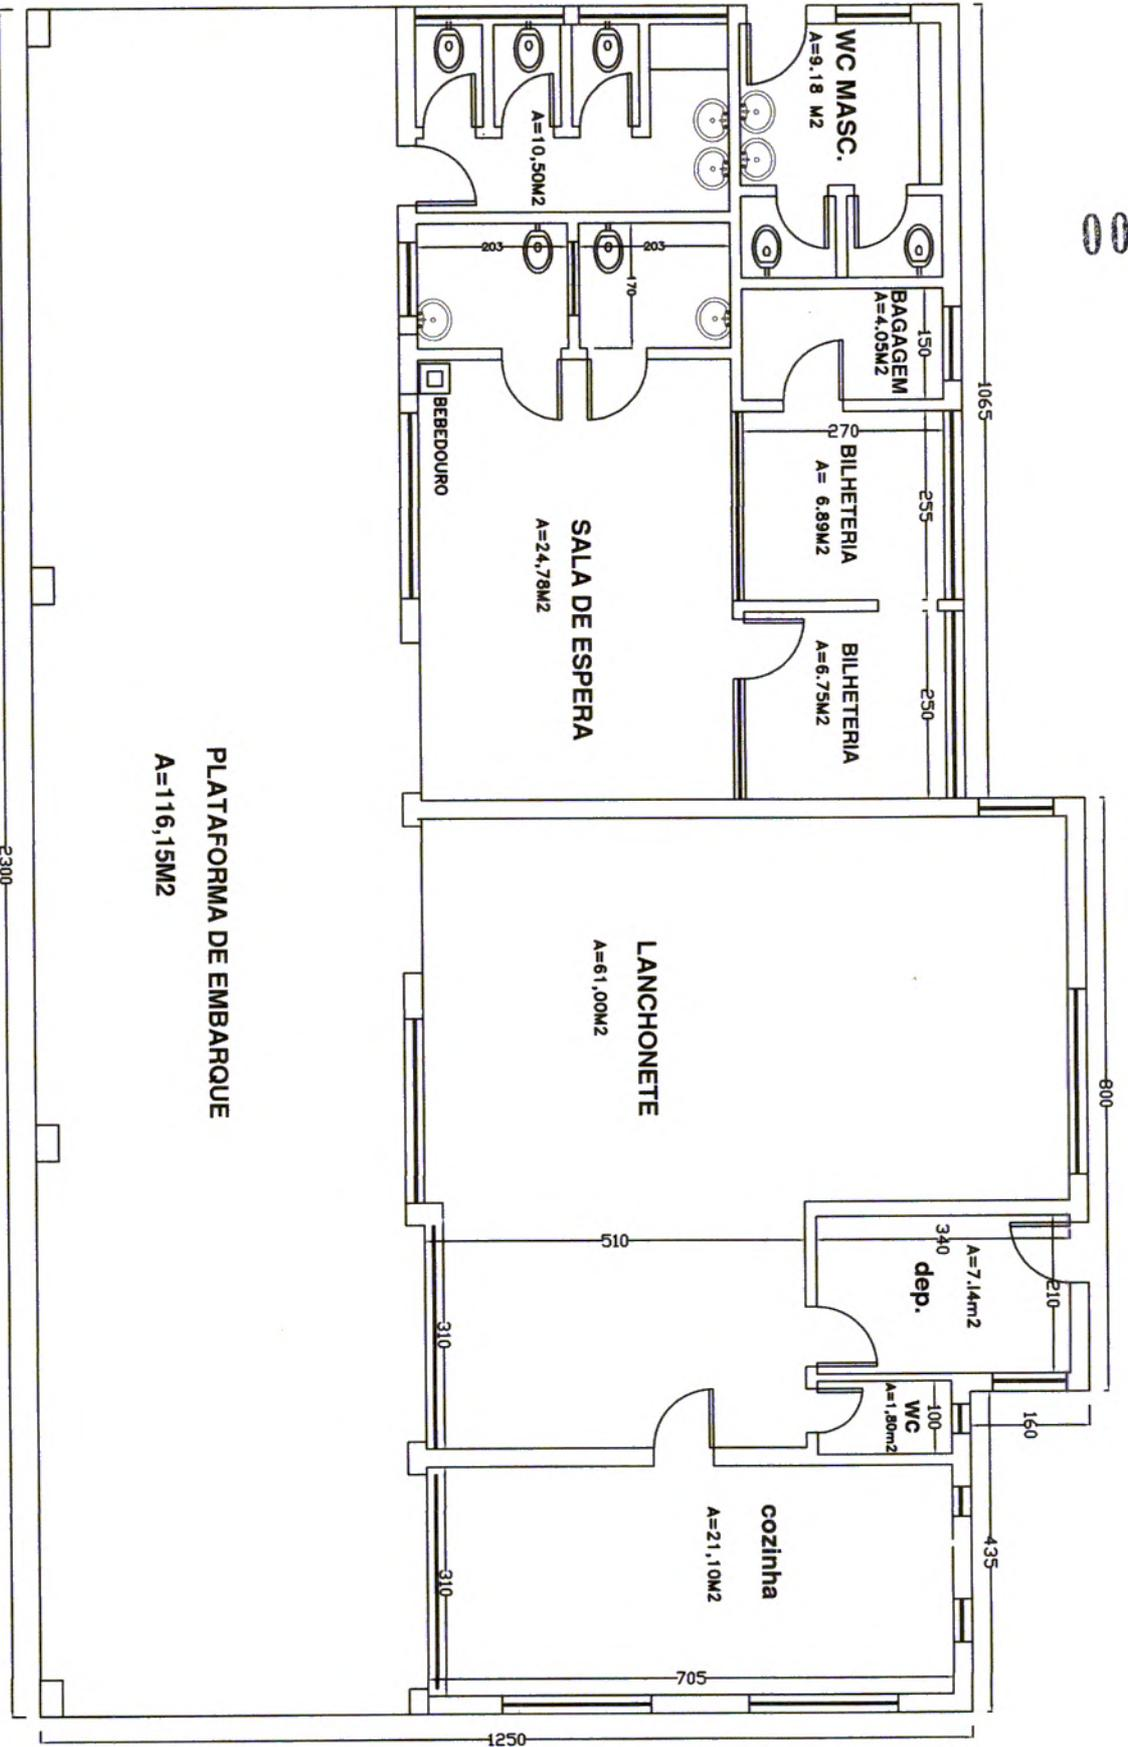 WC MASC.
A=9.18 M2
A=10,50M2
203
203
170
BAGAGEM
A=4.05M2
150
1065
270
BILHETERIA
A= 6.89M2
255
BEBEDOURO
SALA DE ESPERA
A=24,78M2
BILHETERIA
A=6.75M2
250
PLATAFORMA DE EMBARQUE
A=116,15M2
2300
LANCHONETE
A=61,00M2
800
510
340
A=7.14m2
dep.
210
310
WC
A=1,80m2
100
160
cozinha
A=21,10M2
435
310
705
1250